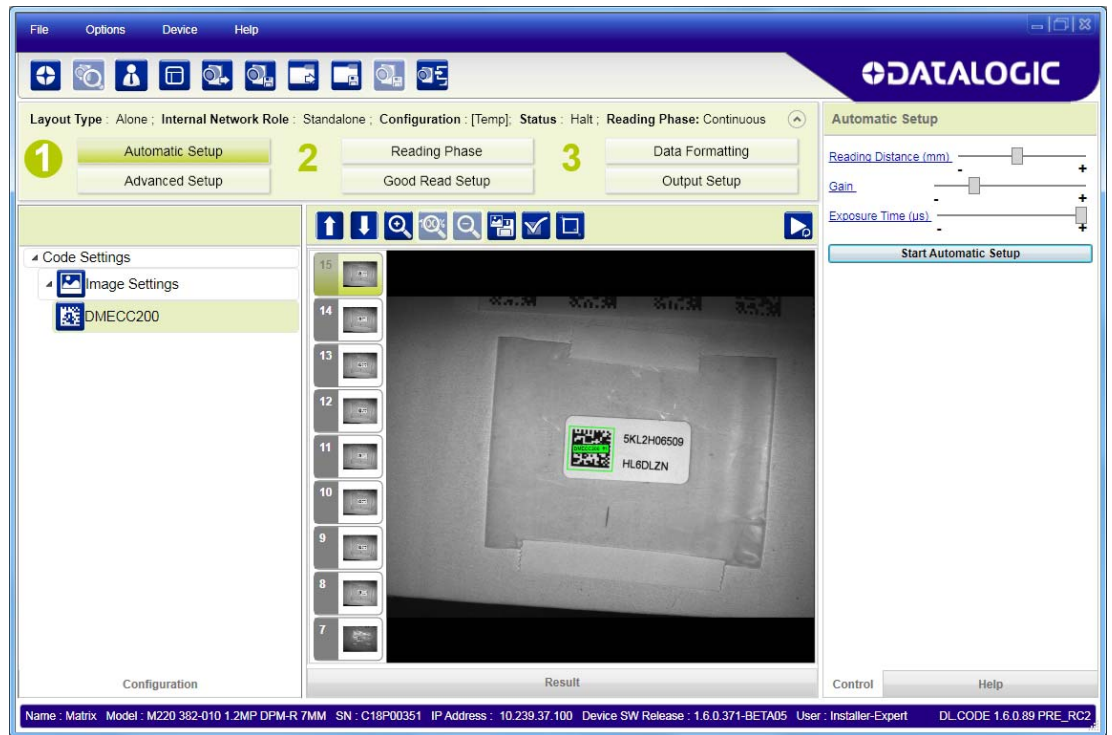 File Options Device Help
DATALOGIC
Layout Type : Alone ; Internal Network Role : Standalone ; Configuration : [Temp]; Status : Halt ; Reading Phase: Continuous
Automatic Setup
1 Automatic Setup 2 Reading Phase 3 Data Formatting
Advanced Setup Good Read Setup Output Setup
Reading Distance (mm) - +
Gain - +
Exposure Time (µs) - +
Start Automatic Setup
Code Settings
Image Settings
DMECC200
15
14
13
12
11
10
9
8
7
5KL2H06509
HL6DLZN
Configuration Result Control Help
Name : Matrix Model : M220 382-010 1.2MP DPM-R 7MM SN : C18P00351 IP Address : 10.239.37.100 Device SW Release : 1.6.0.371-BETA05 User : Installer-Expert DL.CODE 1.6.0.89 PRE_RC2